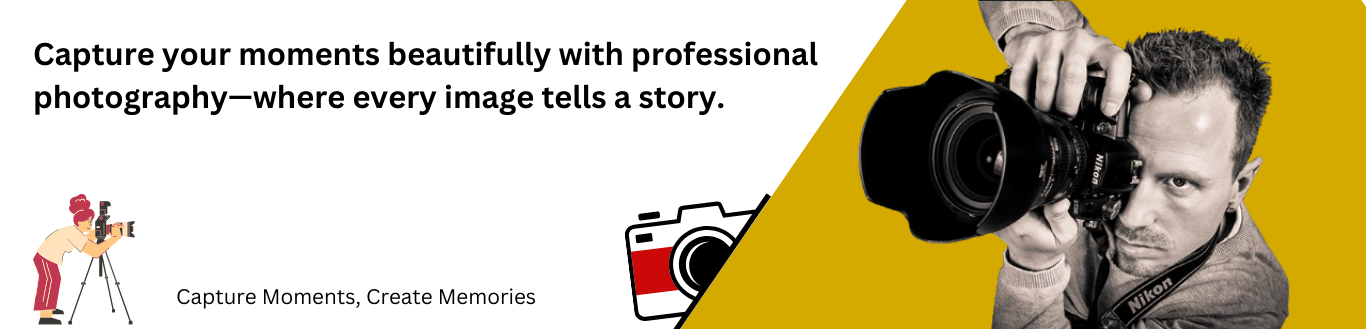 Capture your moments beautifully with professional
photography—where every image tells a story.
Capture Moments, Create Memories
Nikon
Nikon